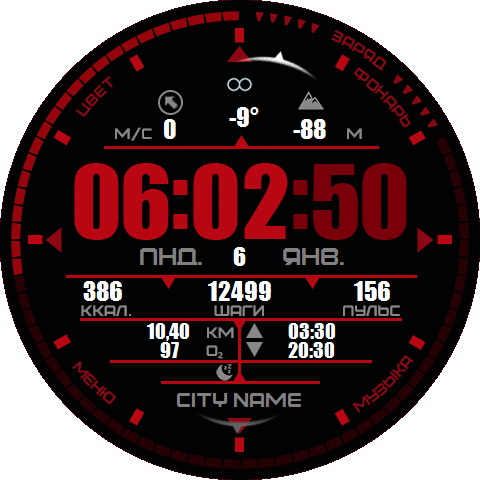 ЦВЕТ
ЗАРЯД
ФОНАРЬ
-9°
М/С 0 -88 М
06:02:50
ПНД. 6 ЯНВ.
386 12499 156
ККАЛ. ШАГИ ПУЛЬС
10,40 КМ 03:30
97 O₂ 20:30
CITY NAME
МЕНЮ
МУЗЫКА